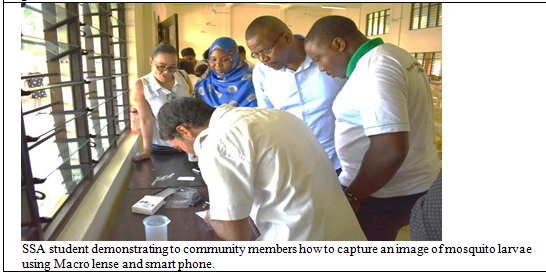 SSA student demonstrating to community members how to capture an image of mosquito larvae
using Macro lense and smart phone.